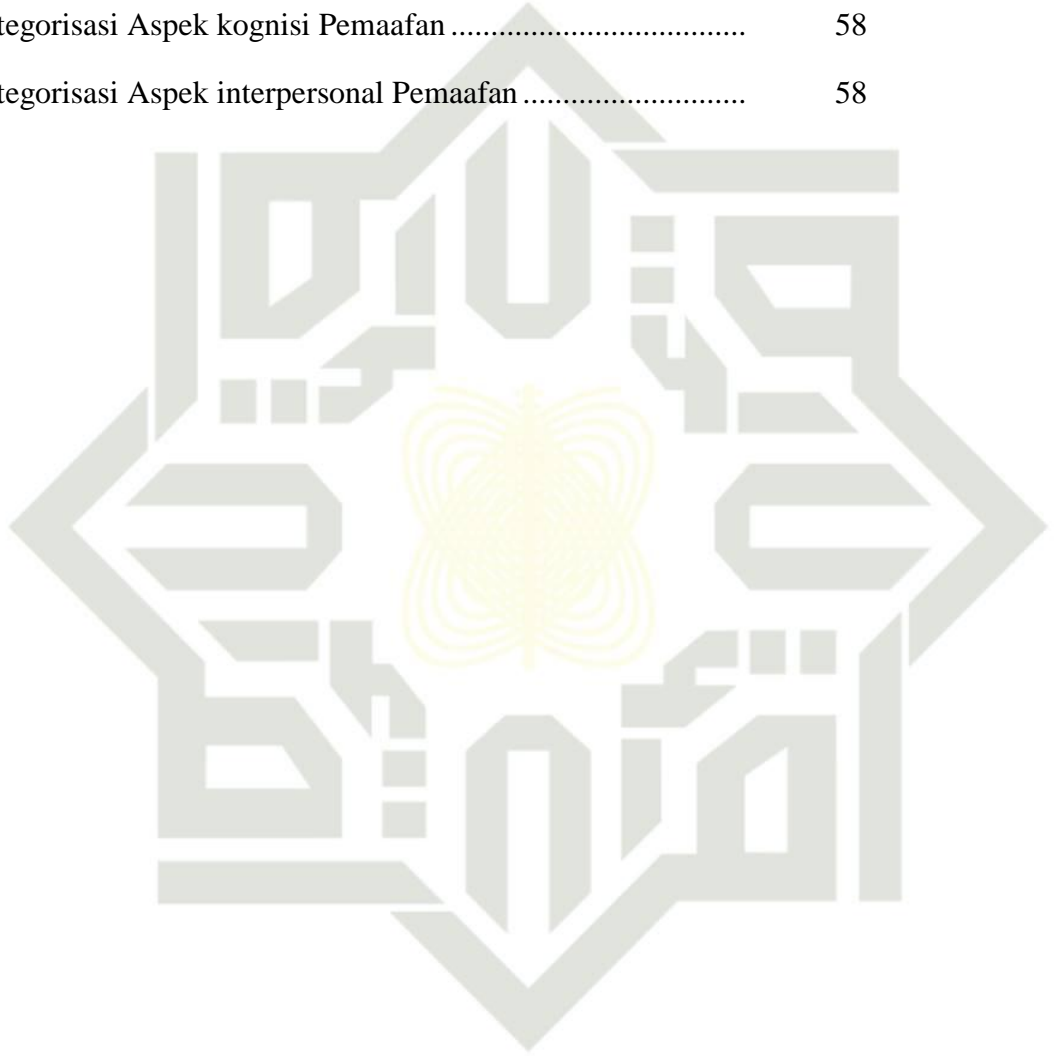 tegorisasi Aspek kognisi Pemaafan ..................................... 58
tegorisasi Aspek interpersonal Pemaafan ............................ 58